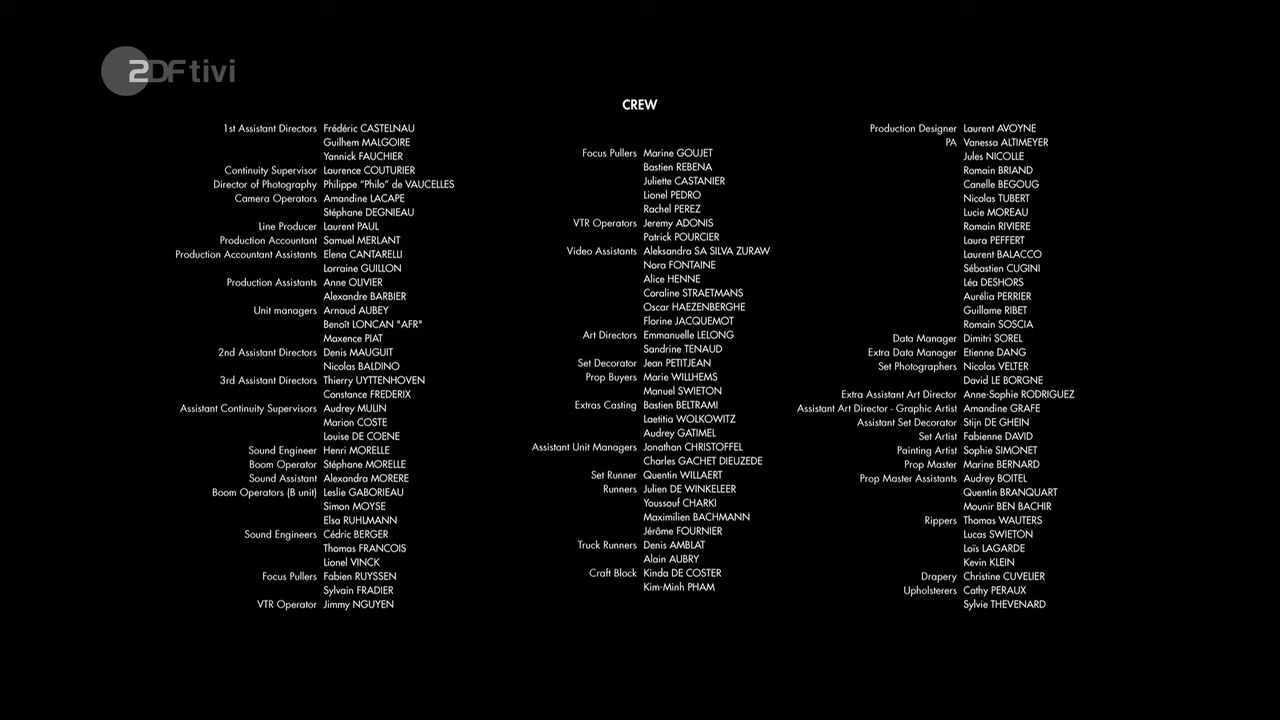 ZDFtivi
CREW
1st Assistant Directors Frédéric CASTELNAU
Guilhem MALGOIRE
Yannick FAUCHIER
Continuity Supervisor Laurence COUTURIER
Director of Photography Philippe "Philo" de VAUCELLES
Camera Operators Amandine LACAPE
Stéphane DEGNIEAU
Line Producer Laurent PAUL
Production Accountant Samuel MERLANT
Production Accountant Assistants Elena CANTARELLI
Lorraine GUILLON
Production Assistants Anne OLIVIER
Alexandre BARBIER
Unit managers Arnaud AUBEY
Benoît LONCAN "AFR"
Maxence PIAT
2nd Assistant Directors Denis MAUGUIT
Nicolas BALDINO
3rd Assistant Directors Thierry UYTTENHOVEN
Constance FREDERIX
Assistant Continuity Supervisors Audrey MULIN
Marion COSTE
Louise DE COENE
Sound Engineer Henri MORELLE
Boom Operator Stéphane MORELLE
Sound Assistant Alexandra MORERE
Boom Operators (B unit) Leslie GABORIEAU
Simon MOYSE
Elsa RUHLMANN
Sound Engineers Cédric BERGER
Thomas FRANCOIS
Lionel VINCK
Focus Pullers Fabien RUYSSEN
Sylvain FRADIER
VTR Operator Jimmy NGUYEN
Focus Pullers Marine GOUJET
Bastien REBENA
Juliette CASTANIER
Lionel PEDRO
Rachel PEREZ
VTR Operators Jeremy ADONIS
Patrick POURCIER
Video Assistants Aleksandra SA SILVA ZURAW
Nora FONTAINE
Alice HENNE
Coraline STRAETMANS
Oscar HAEZENBERGHE
Florine JACQUEMOT
Art Directors Emmanuelle LELONG
Sandrine TENAUD
Set Decorator Jean PETITJEAN
Prop Buyers Marie WILLHEMS
Manuel SWIETON
Extras Casting Bastien BELTRAMI
Laetitia WOLKOWITZ
Audrey GATIMEL
Assistant Unit Managers Jonathan CHRISTOFFEL
Charles GACHET DIEUZEDE
Set Runner Quentin WILLAERT
Runners Julien DE WINKELEER
Youssouf CHARKI
Maximilien BACHMANN
Jérôme FOURNIER
Truck Runners Denis AMBLAT
Alain AUBRY
Craft Block Kinda DE COSTER
Kim-Minh PHAM
Production Designer Laurent AVOYNE
PA Vanessa ALTIMEYER
Jules NICOLLE
Romain BRIAND
Canelle BEGOUG
Nicolas TUBERT
Lucie MOREAU
Romain RIVIERE
Laura PEFFERT
Laurent BALACCO
Sébastien CUGINI
Léa DESHORS
Aurélia PERRIER
Guillame RIBET
Romain SOSCIA
Data Manager Dimitri SOREL
Extra Data Manager Etienne DANG
Set Photographers Nicolas VELTER
David LE BORGNE
Extra Assistant Art Director Anne-Sophie RODRIGUEZ
Assistant Art Director - Graphic Artist Amandine GRAFE
Assistant Set Decorator Stijn DE GHEIN
Set Artist Fabienne DAVID
Painting Artist Sophie SIMONET
Prop Master Marine BERNARD
Prop Master Assistants Audrey BOITEL
Quentin BRANQUART
Mounir BEN BACHIR
Rippers Thomas WAUTERS
Lucas SWIETON
Loïs LAGARDE
Kevin KLEIN
Drapery Christine CUVELIER
Upholsterers Cathy PERAUX
Sylvie THEVENARD